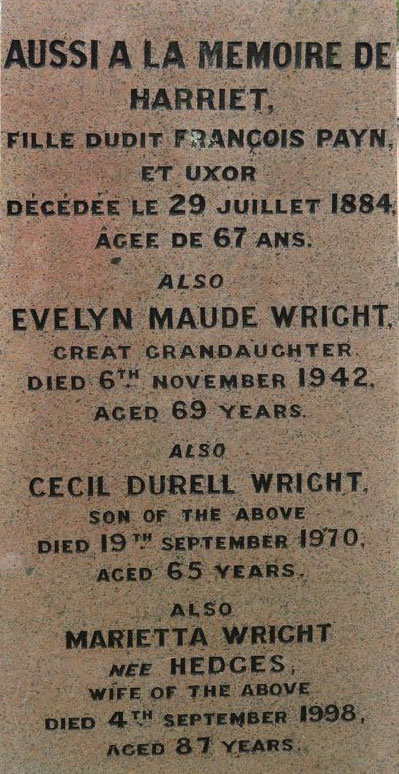 AUSSI A LA MEMOIRE DE
HARRIET,
FILLE DUDIT FRANÇOIS PAYN,
ET UXOR
DÉCÉDÉE LE 29 JUILLET 1884,
ÂGEE DE 67 ANS.
ALSO
EVELYN MAUDE WRIGHT,
GREAT GRANDAUGHTER
DIED 6TH NOVEMBER 1942,
AGED 69 YEARS.
ALSO
CECIL DURELL WRIGHT,
SON OF THE ABOVE
DIED 19TH SEPTEMBER 1970,
AGED 65 YEARS.
ALSO
MARIETTA WRIGHT
NEE HEDGES,
WIFE OF THE ABOVE
DIED 4TH SEPTEMBER 1998,
AGED 87 YEARS.